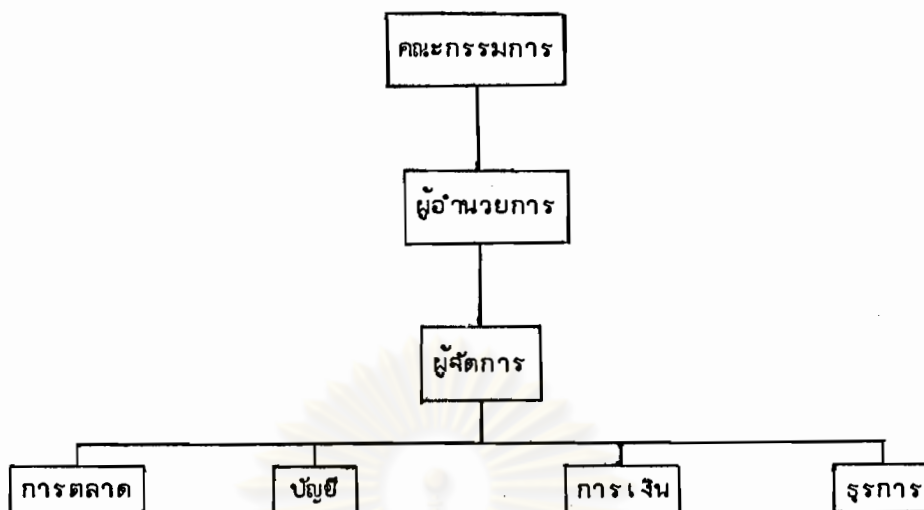 คณะกรรมการ
ผู้อำนวยการ
ผู้จัดการ
การตลาด บัญชี การเงิน ธุรการ